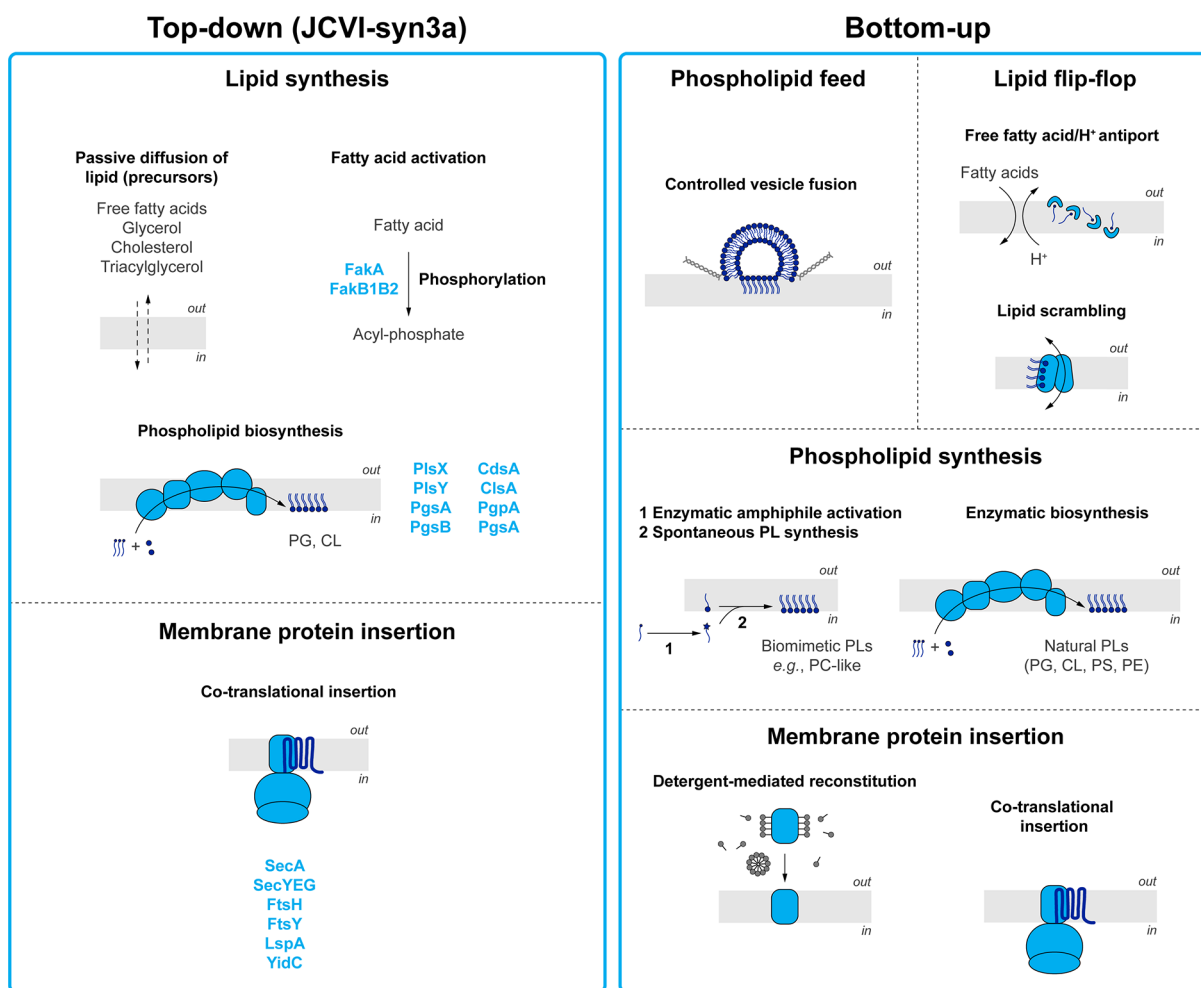 Top-down (JCVI-syn3a)
Lipid synthesis
Passive diffusion of
lipid (precursors)
Free fatty acids
Glycerol
Cholesterol
Triacylglycerol
out
in
Fatty acid activation
Fatty acid
FakA
FakB1B2
Phosphorylation
Acyl-phosphate
Phospholipid biosynthesis
out
in
+
PG, CL
PlsX CdsA
PlsY ClsA
PgsA PgpA
PgsB PgsA
Membrane protein insertion
Co-translational insertion
out
in
SecA
SecYEG
FtsH
FtsY
LspA
YidC
Bottom-up
Phospholipid feed
Controlled vesicle fusion
out
in
Lipid flip-flop
Free fatty acid/H⁺ antiport
Fatty acids
out
in
H⁺
Lipid scrambling
out
in
Phospholipid synthesis
1 Enzymatic amphiphile activation
2 Spontaneous PL synthesis
out
in
1
2
Biomimetic PLs
e.g., PC-like
Enzymatic biosynthesis
out
in
+
Natural PLs
(PG, CL, PS, PE)
Membrane protein insertion
Detergent-mediated reconstitution
out
in
Co-translational
insertion
out
in